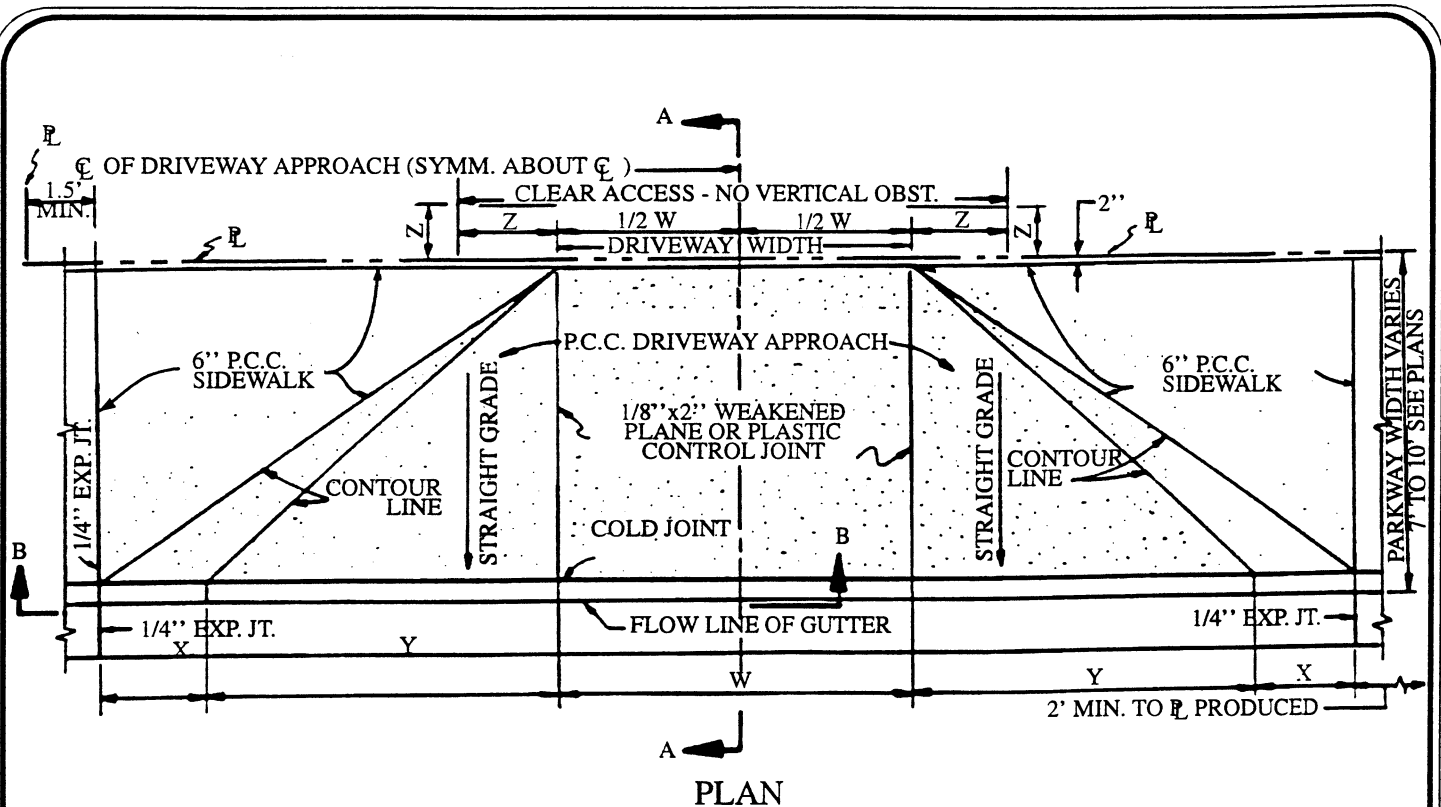 A
℄ OF DRIVEWAY APPROACH (SYMM. ABOUT ℄ )
1.5'
MIN.
CLEAR ACCESS - NO VERTICAL OBST.
2''
Z
Z
1/2 W
1/2 W
Z
Z
DRIVEWAY WIDTH
6'' P.C.C.
SIDEWALK
P.C.C. DRIVEWAY APPROACH
6'' P.C.C.
SIDEWALK
1/4'' EXP. JT.
STRAIGHT GRADE
1/8''x2'' WEAKENED
PLANE OR PLASTIC
CONTROL JOINT
STRAIGHT GRADE
PARKWAY WIDTH VARIES
7' TO 10' SEE PLANS
CONTOUR
LINE
CONTOUR
LINE
COLD JOINT
B
B
1/4'' EXP. JT.
FLOW LINE OF GUTTER
1/4'' EXP. JT.
X
Y
W
Y
X
2' MIN. TO PL PRODUCED
A
PLAN